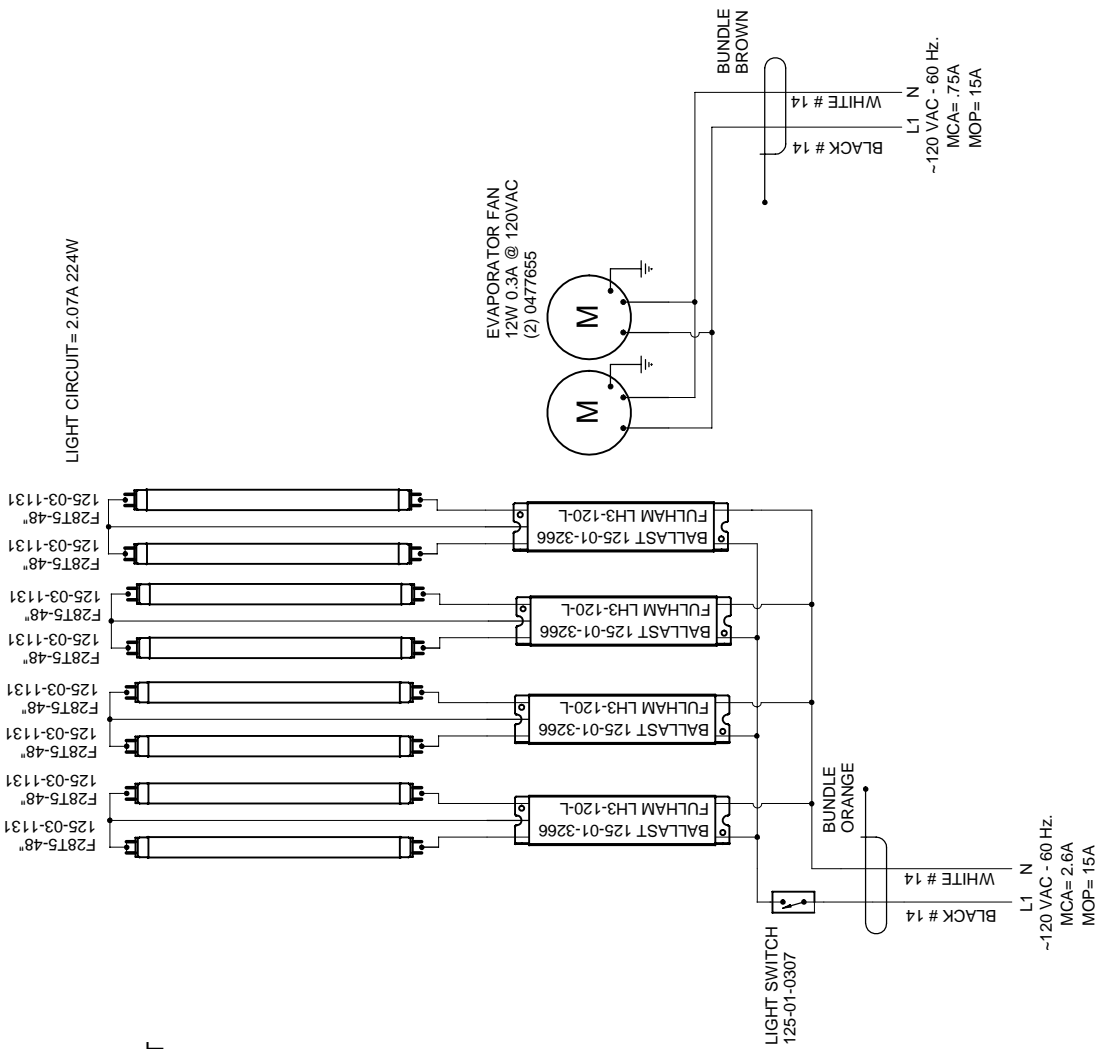 LIGHT CIRCUIT= 2.07A 224W
F28T5-48"
125-03-1131
F28T5-48"
125-03-1131
F28T5-48"
125-03-1131
F28T5-48"
125-03-1131
F28T5-48"
125-03-1131
F28T5-48"
125-03-1131
F28T5-48"
125-03-1131
F28T5-48"
125-03-1131
BALLAST 125-01-3266
FULHAM LH3-120-L
BALLAST 125-01-3266
FULHAM LH3-120-L
BALLAST 125-01-3266
FULHAM LH3-120-L
BALLAST 125-01-3266
FULHAM LH3-120-L
EVAPORATOR FAN
12W 0.3A @ 120VAC
(2) 0477655
M
M
BUNDLE
BROWN
WHITE # 14
BLACK # 14
L1 N
~120 VAC - 60 Hz.
MCA= .75A
MOP= 15A
LIGHT SWITCH
125-01-0307
BUNDLE
ORANGE
WHITE # 14
BLACK # 14
L1 N
~120 VAC - 60 Hz.
MCA= 2.6A
MOP= 15A
T